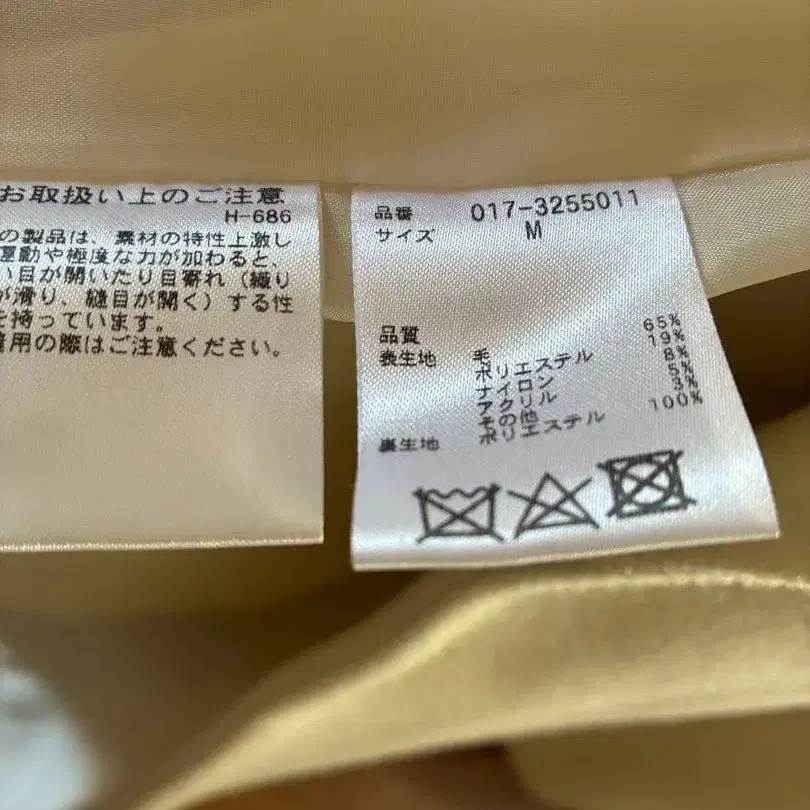 お取扱い上のご注意
H-686
の製品は、素材の特性上激し
運動や極度な力が加わると、
い目が開いたり目寄れ（織り
が滑り、縫目が開く）する性
を持っています。
着用の際はご注意ください。
品番 017-3255011
サイズ M
品質
表生地 毛 65%
ポリエステル 19%
ナイロン 8%
アクリル 5%
その他 3%
裏生地 ポリエステル 100%